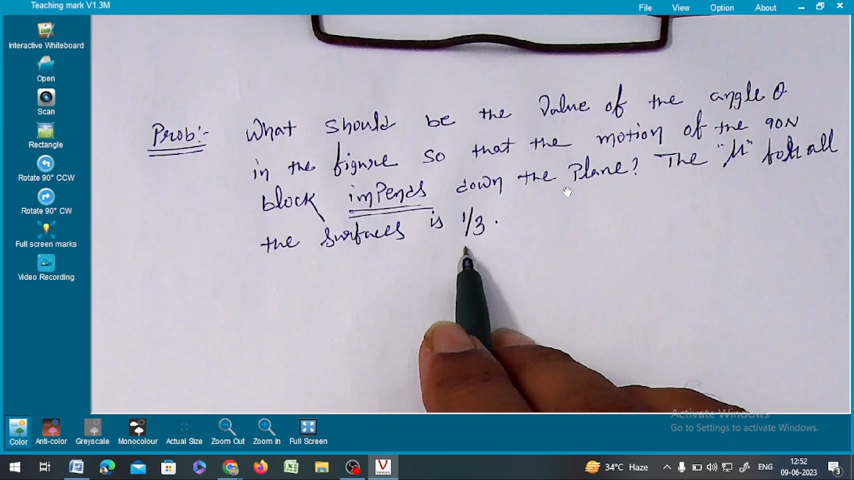 Teaching mark V1.3M
File View Option About
Interactive Whiteboard
Open
Scan
Rectangle
Rotate 90° CCW
Rotate 90° CW
Full screen marks
Video Recording
Prob:- What should be the value of the angle θ
in the figure so that the motion of the 90N
block impends down the plane? The "μ" for all
the surfaces is 1/3.
Activate Windows
Go to Settings to activate Windows.
Color Anti-color Greyscale Monocolour Actual Size Zoom Out Zoom In Full Screen
34°C Haze ENG 12:52
09-06-2023 3